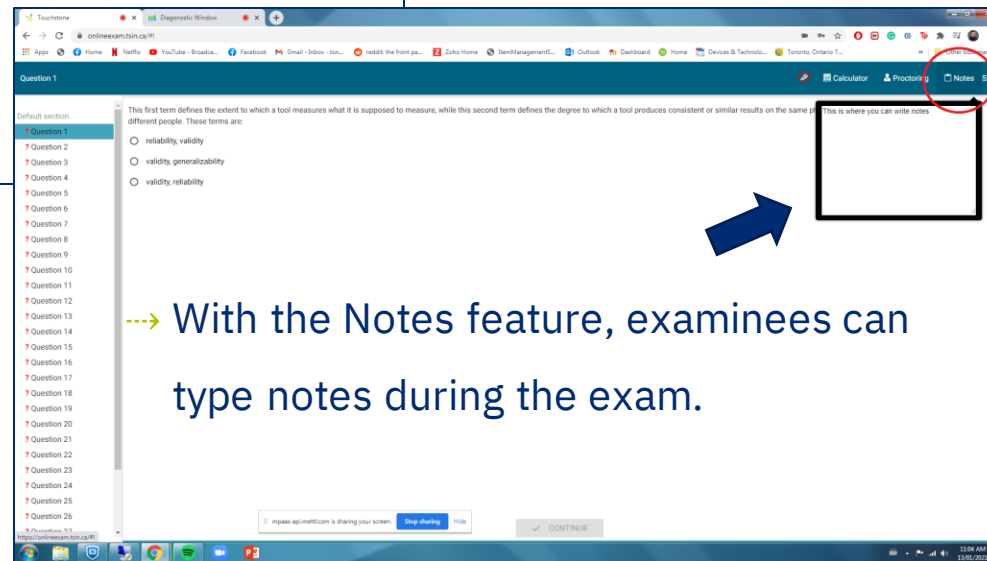 Touchstone
Diagonostic Window
onlineexam.tsin.ca/#!
Apps
Home
Netflix
YouTube - Broadca...
Facebook
Gmail - Inbox - ton...
reddit: the front pa...
Zoho Home
ItemManagementS...
Outlook
Dashboard
Home
Devices & Technolo...
Toronto, Ontario 7...
»
Question 1
Calculator
Proctoring
Notes
S
Default section
? Question 1
? Question 2
? Question 3
? Question 4
? Question 5
? Question 6
? Question 7
? Question 8
? Question 9
? Question 10
? Question 11
? Question 12
? Question 13
? Question 14
? Question 15
? Question 16
? Question 17
? Question 18
? Question 19
? Question 20
? Question 21
? Question 22
? Question 23
? Question 24
? Question 25
? Question 26
https://onlineexam.tsin.ca/#!
This first term defines the extent to which a tool measures what it is supposed to measure, while this second term defines the degree to which a tool produces consistent or similar results on the same p
different people. These terms are:
reliability, validity
validity, generalizability
validity, reliability
This is where you can write notes
With the Notes feature, examinees can
type notes during the exam.
mpaas-api.mettl.com is sharing your screen.
Stop sharing
Hide
CONTINUE
11:04 AM